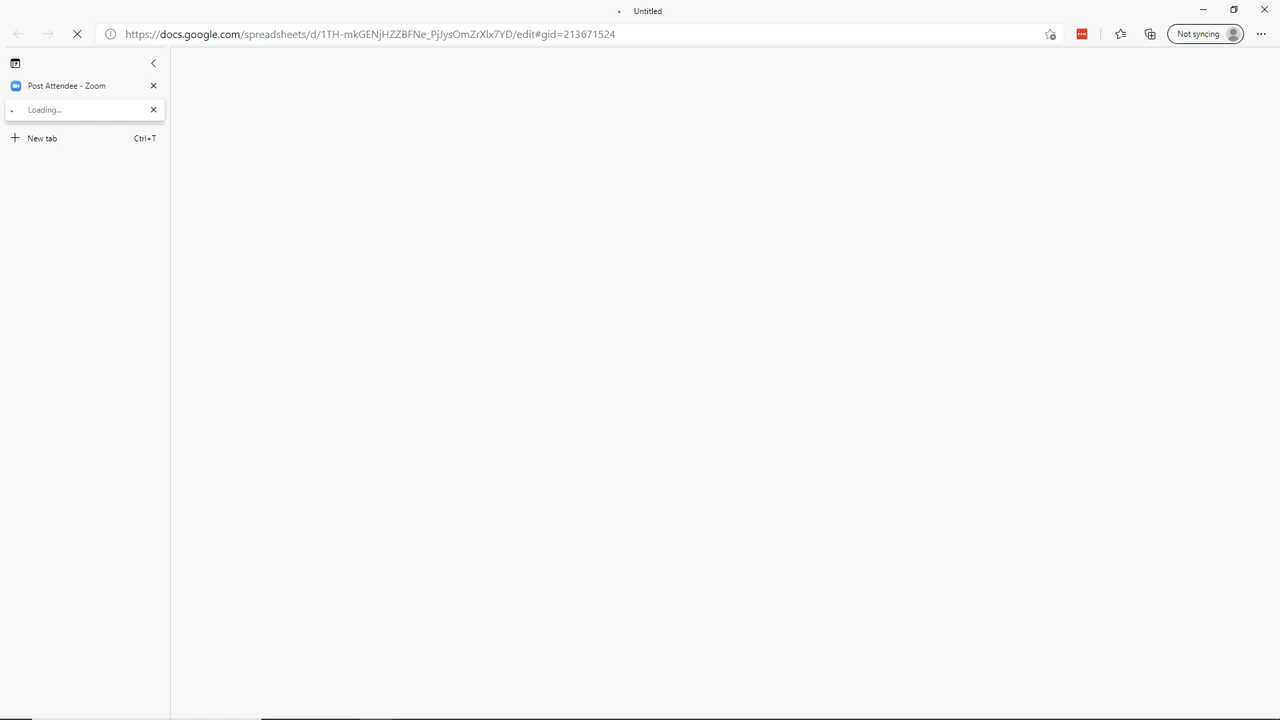 Untitled
https://docs.google.com/spreadsheets/d/1TH-mkGENjHZZBFNe_PjJysOmZrXlx7YD/edit#gid=213671524
Not syncing
Post Attendee - Zoom
Loading...
New tab Ctrl+T